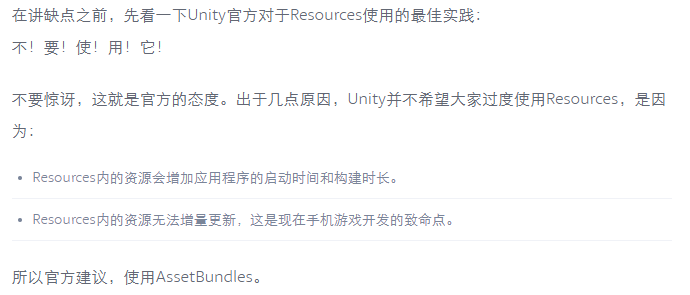 在讲缺点之前，先看一下Unity官方对于Resources使用的最佳实践：
不！要！使！用！它！
不要惊讶，这就是官方的态度。出于几点原因，Unity并不希望大家过度使用Resources，是因
为：
• Resources内的资源会增加应用程序的启动时间和构建时长。
• Resources内的资源无法增量更新，这是现在手机游戏开发的致命点。
所以官方建议，使用AssetBundles。